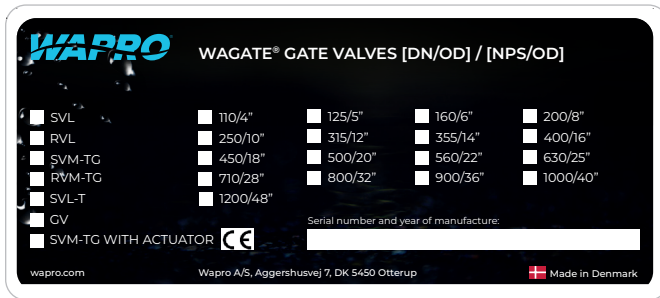 WAPRO®
WAGATE® GATE VALVES [DN/OD] / [NPS/OD]
SVL 110/4” 125/5” 160/6” 200/8”
RVL 250/10” 315/12” 355/14” 400/16”
SVM-TG 450/18” 500/20” 560/22” 630/25”
RVM-TG 710/28” 800/32” 900/36” 1000/40”
SVL-T 1200/48”
GV Serial number and year of manufacture:
SVM-TG WITH ACTUATOR CE
wapro.com Wapro A/S, Aggershusvej 7, DK 5450 Otterup Made in Denmark